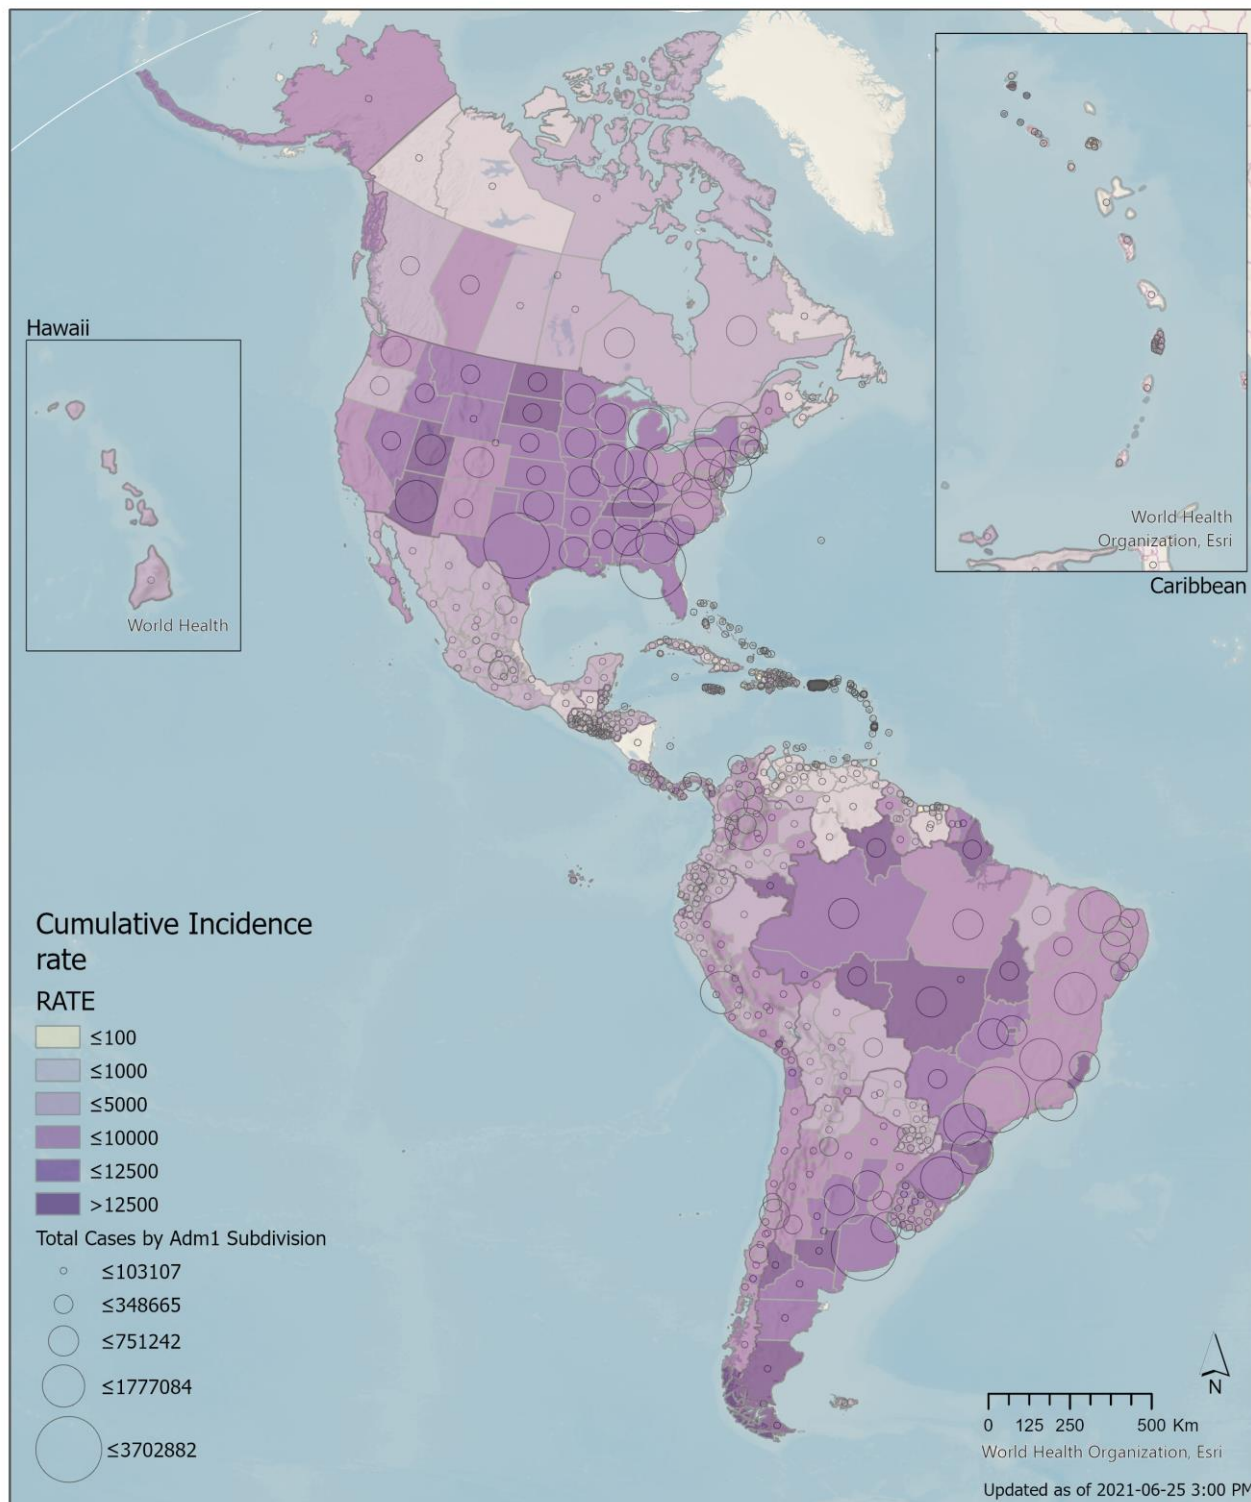 Hawaii
World Health
World Health
Organization, Esri
Caribbean
Cumulative Incidence
rate
RATE
≤100
≤1000
≤5000
≤10000
≤12500
>12500
Total Cases by Adm1 Subdivision
≤103107
≤348665
≤751242
≤1777084
≤3702882
N
0 125 250 500 Km
World Health Organization, Esri
Updated as of 2021-06-25 3:00 PM